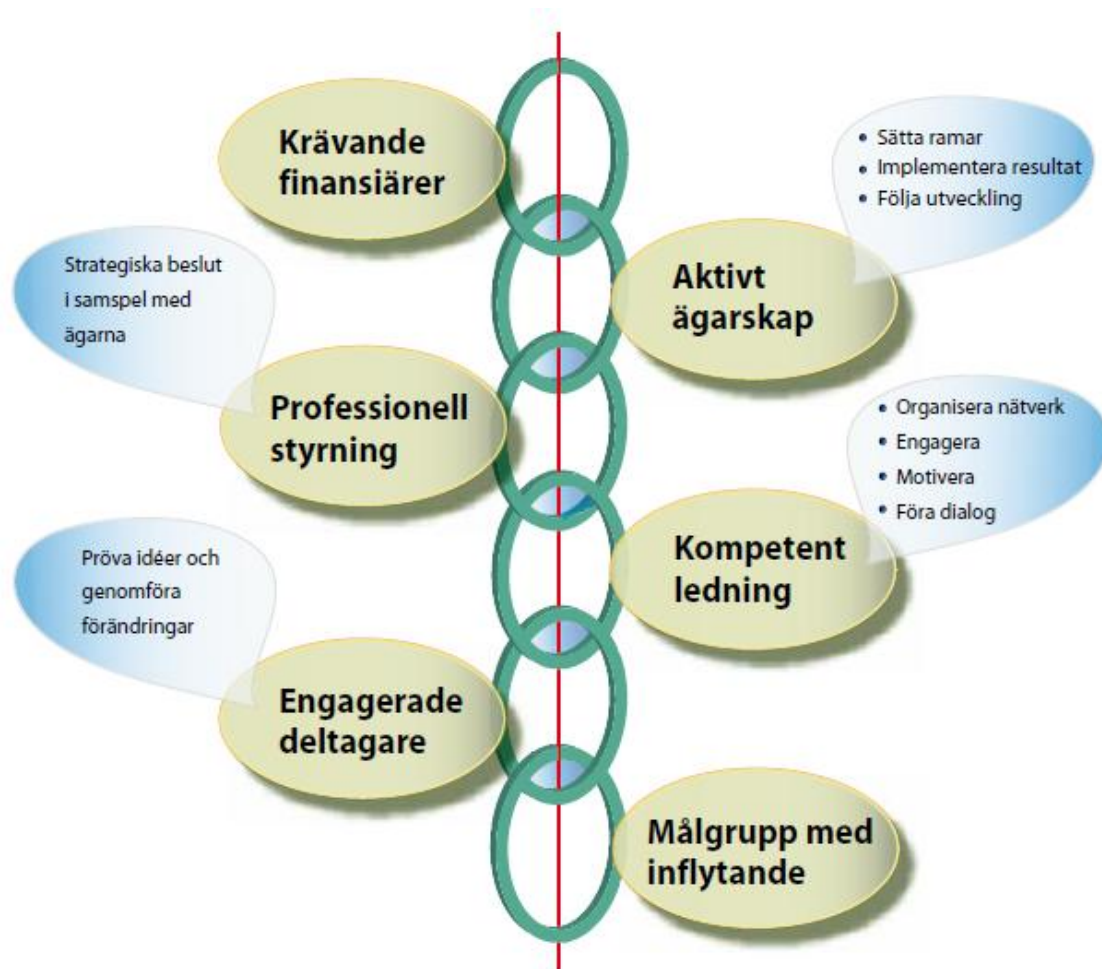 Krävande
finansiärer
• Sätta ramar
• Implementera resultat
• Följa utveckling
Aktivt
ägarskap
Strategiska beslut
i samspel med
ägarna
Professionell
styrning
• Organisera nätverk
• Engagera
• Motivera
• Föra dialog
Kompetent
ledning
Pröva idéer och
genomföra
förändringar
Engagerade
deltagare
Målgrupp med
inflytande